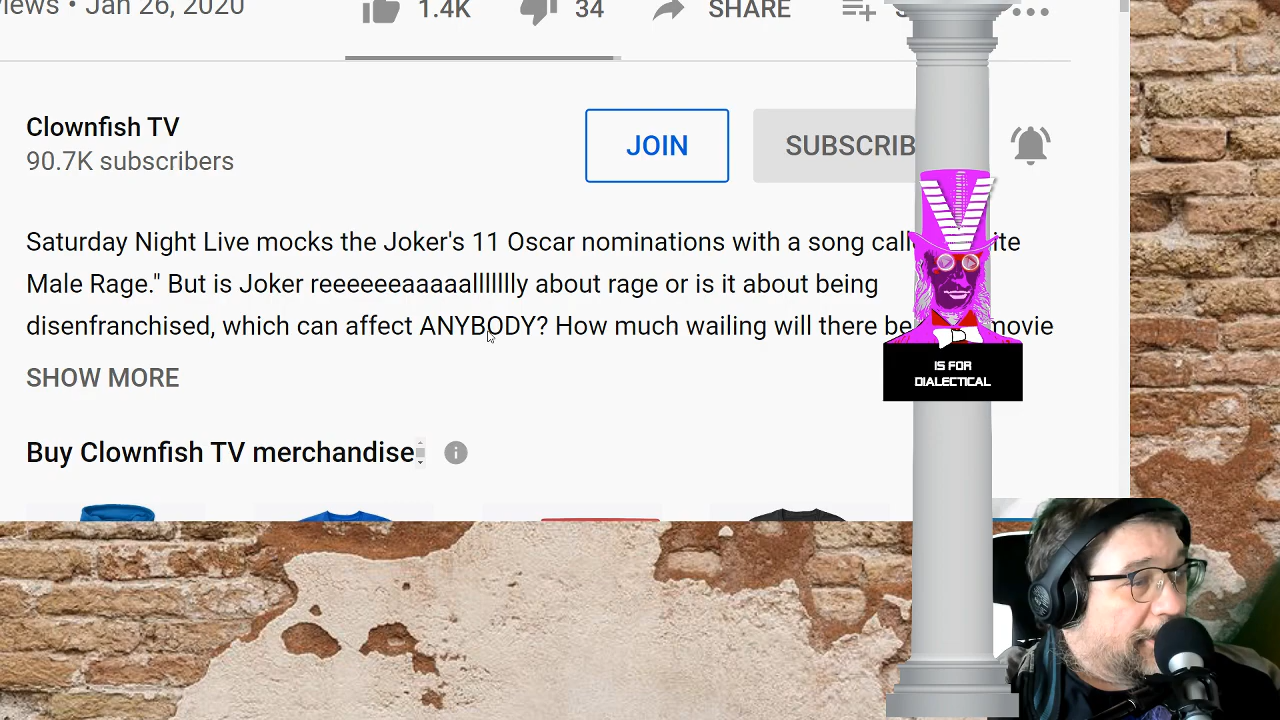 iews • Jan 26, 2020
1.4K
34
SHARE
Clownfish TV
90.7K subscribers
JOIN
SUBSCRIB
Saturday Night Live mocks the Joker's 11 Oscar nominations with a song call ite
Male Rage." But is Joker reeeeeeaaaaalllllllly about rage or is it about being
disenfranchised, which can affect ANYBODY? How much wailing will there be movie
SHOW MORE
Buy Clownfish TV merchandise
V
IS FOR
DIALECTICAL